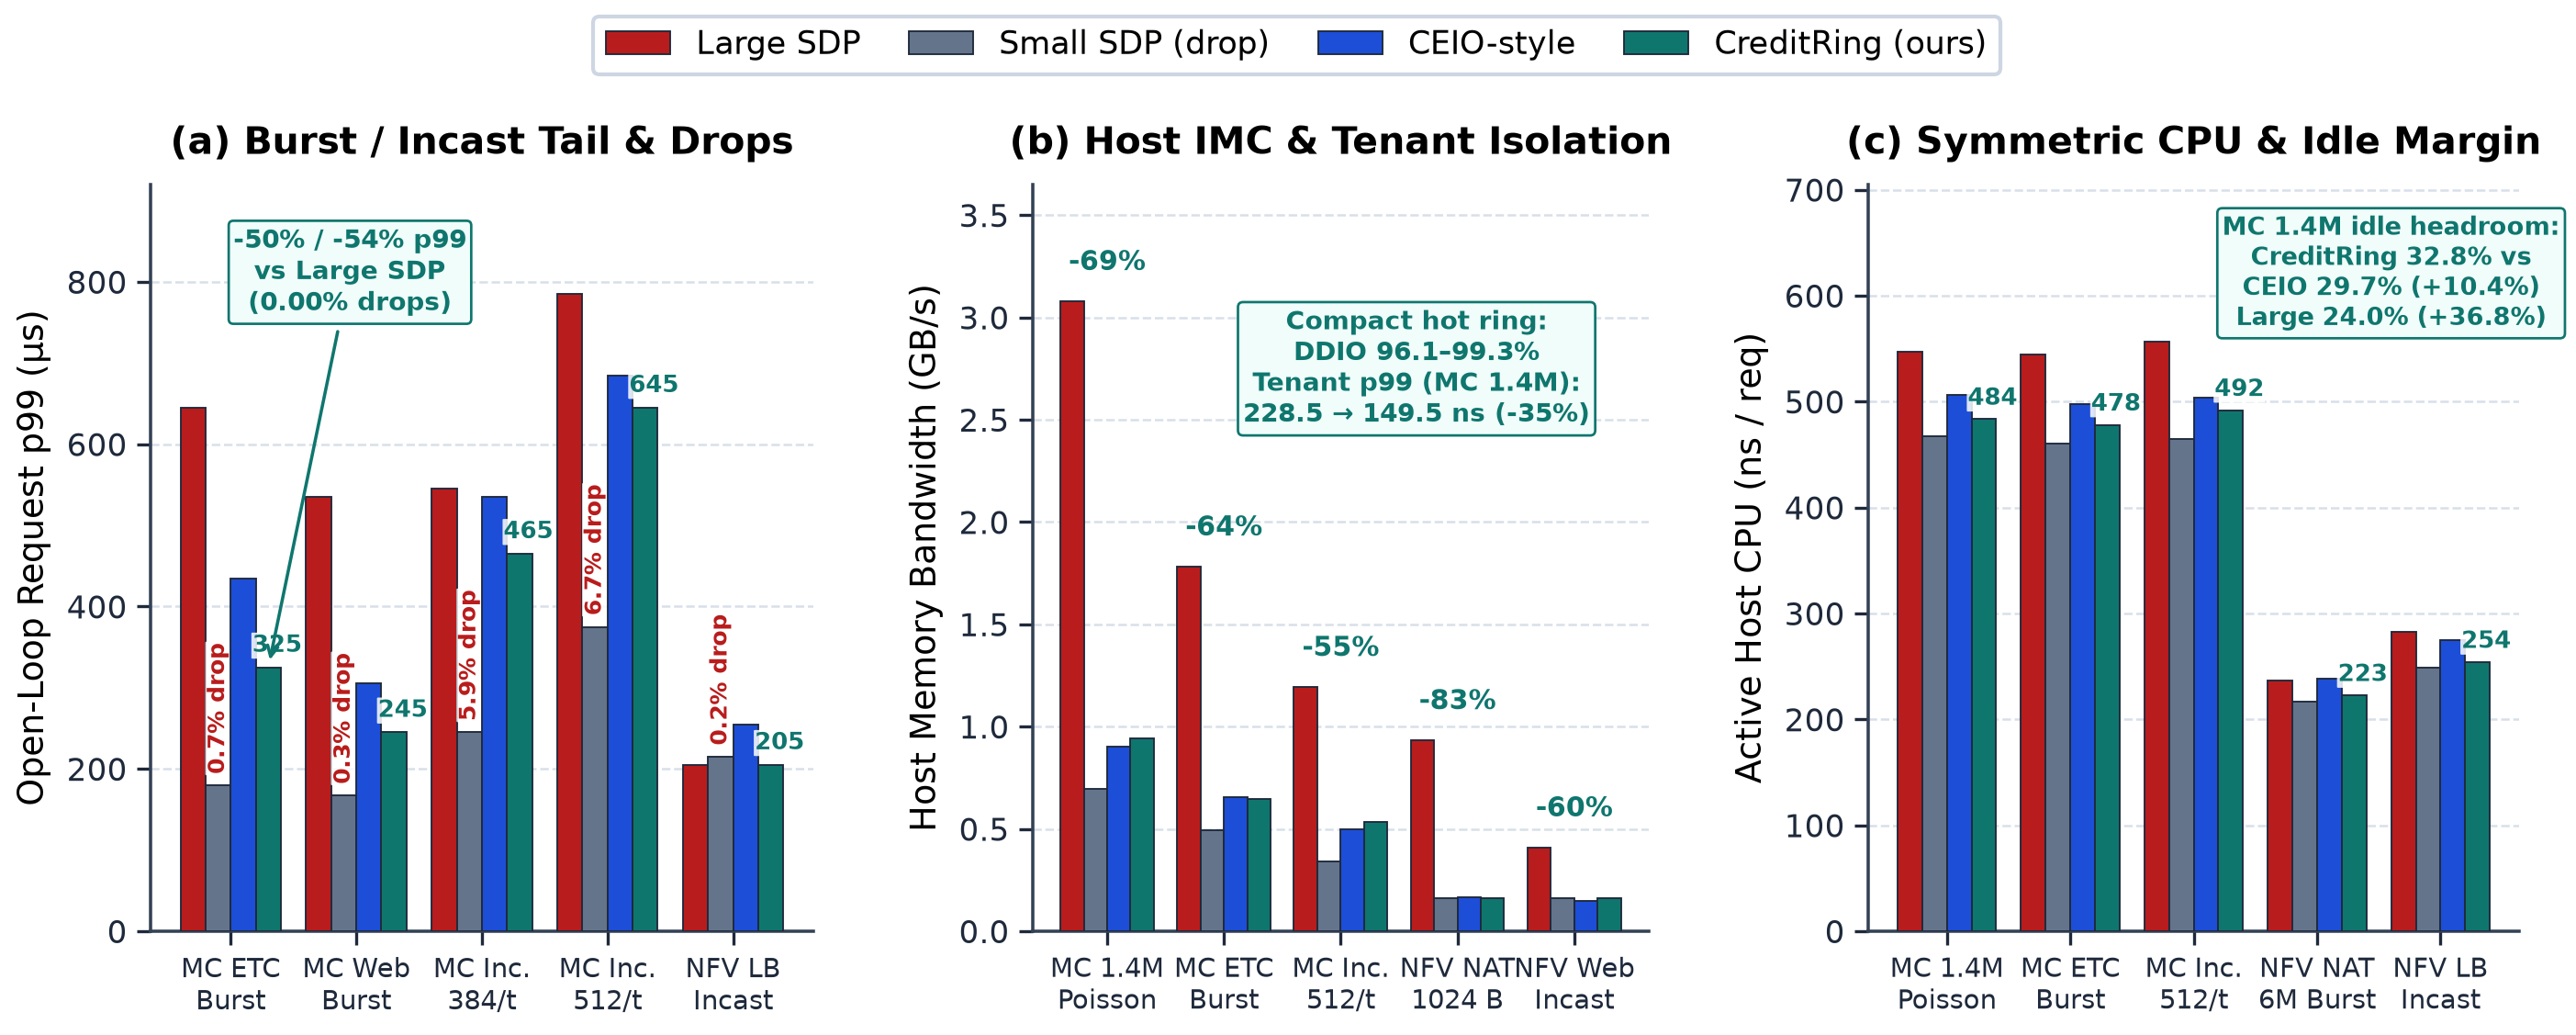 Large SDP
Small SDP (drop)
CEIO-style
CreditRing (ours)
(a) Burst / Incast Tail & Drops
Open-Loop Request p99 (µs)
800
600
400
200
0
-50% / -54% p99
vs Large SDP
(0.00% drops)
0.7% drop
325
0.3% drop
245
5.9% drop
465
6.7% drop
645
0.2% drop
205
MC ETC
Burst
MC Web
Burst
MC Inc.
384/t
MC Inc.
512/t
NFV LB
Incast
(b) Host IMC & Tenant Isolation
Host Memory Bandwidth (GB/s)
3.5
3.0
2.5
2.0
1.5
1.0
0.5
0.0
-69%
-64%
-55%
-83%
-60%
Compact hot ring:
DDIO 96.1–99.3%
Tenant p99 (MC 1.4M):
228.5 → 149.5 ns (-35%)
MC 1.4M
Poisson
MC ETC
Burst
MC Inc.
512/t
NFV NAT
1024 B
NFV Web
Incast
(c) Symmetric CPU & Idle Margin
Active Host CPU (ns / req)
700
600
500
400
300
200
100
0
MC 1.4M idle headroom:
CreditRing 32.8% vs
CEIO 29.7% (+10.4%)
Large 24.0% (+36.8%)
484
478
492
223
254
MC 1.4M
Poisson
MC ETC
Burst
MC Inc.
512/t
NFV NAT
6M Burst
NFV LB
Incast